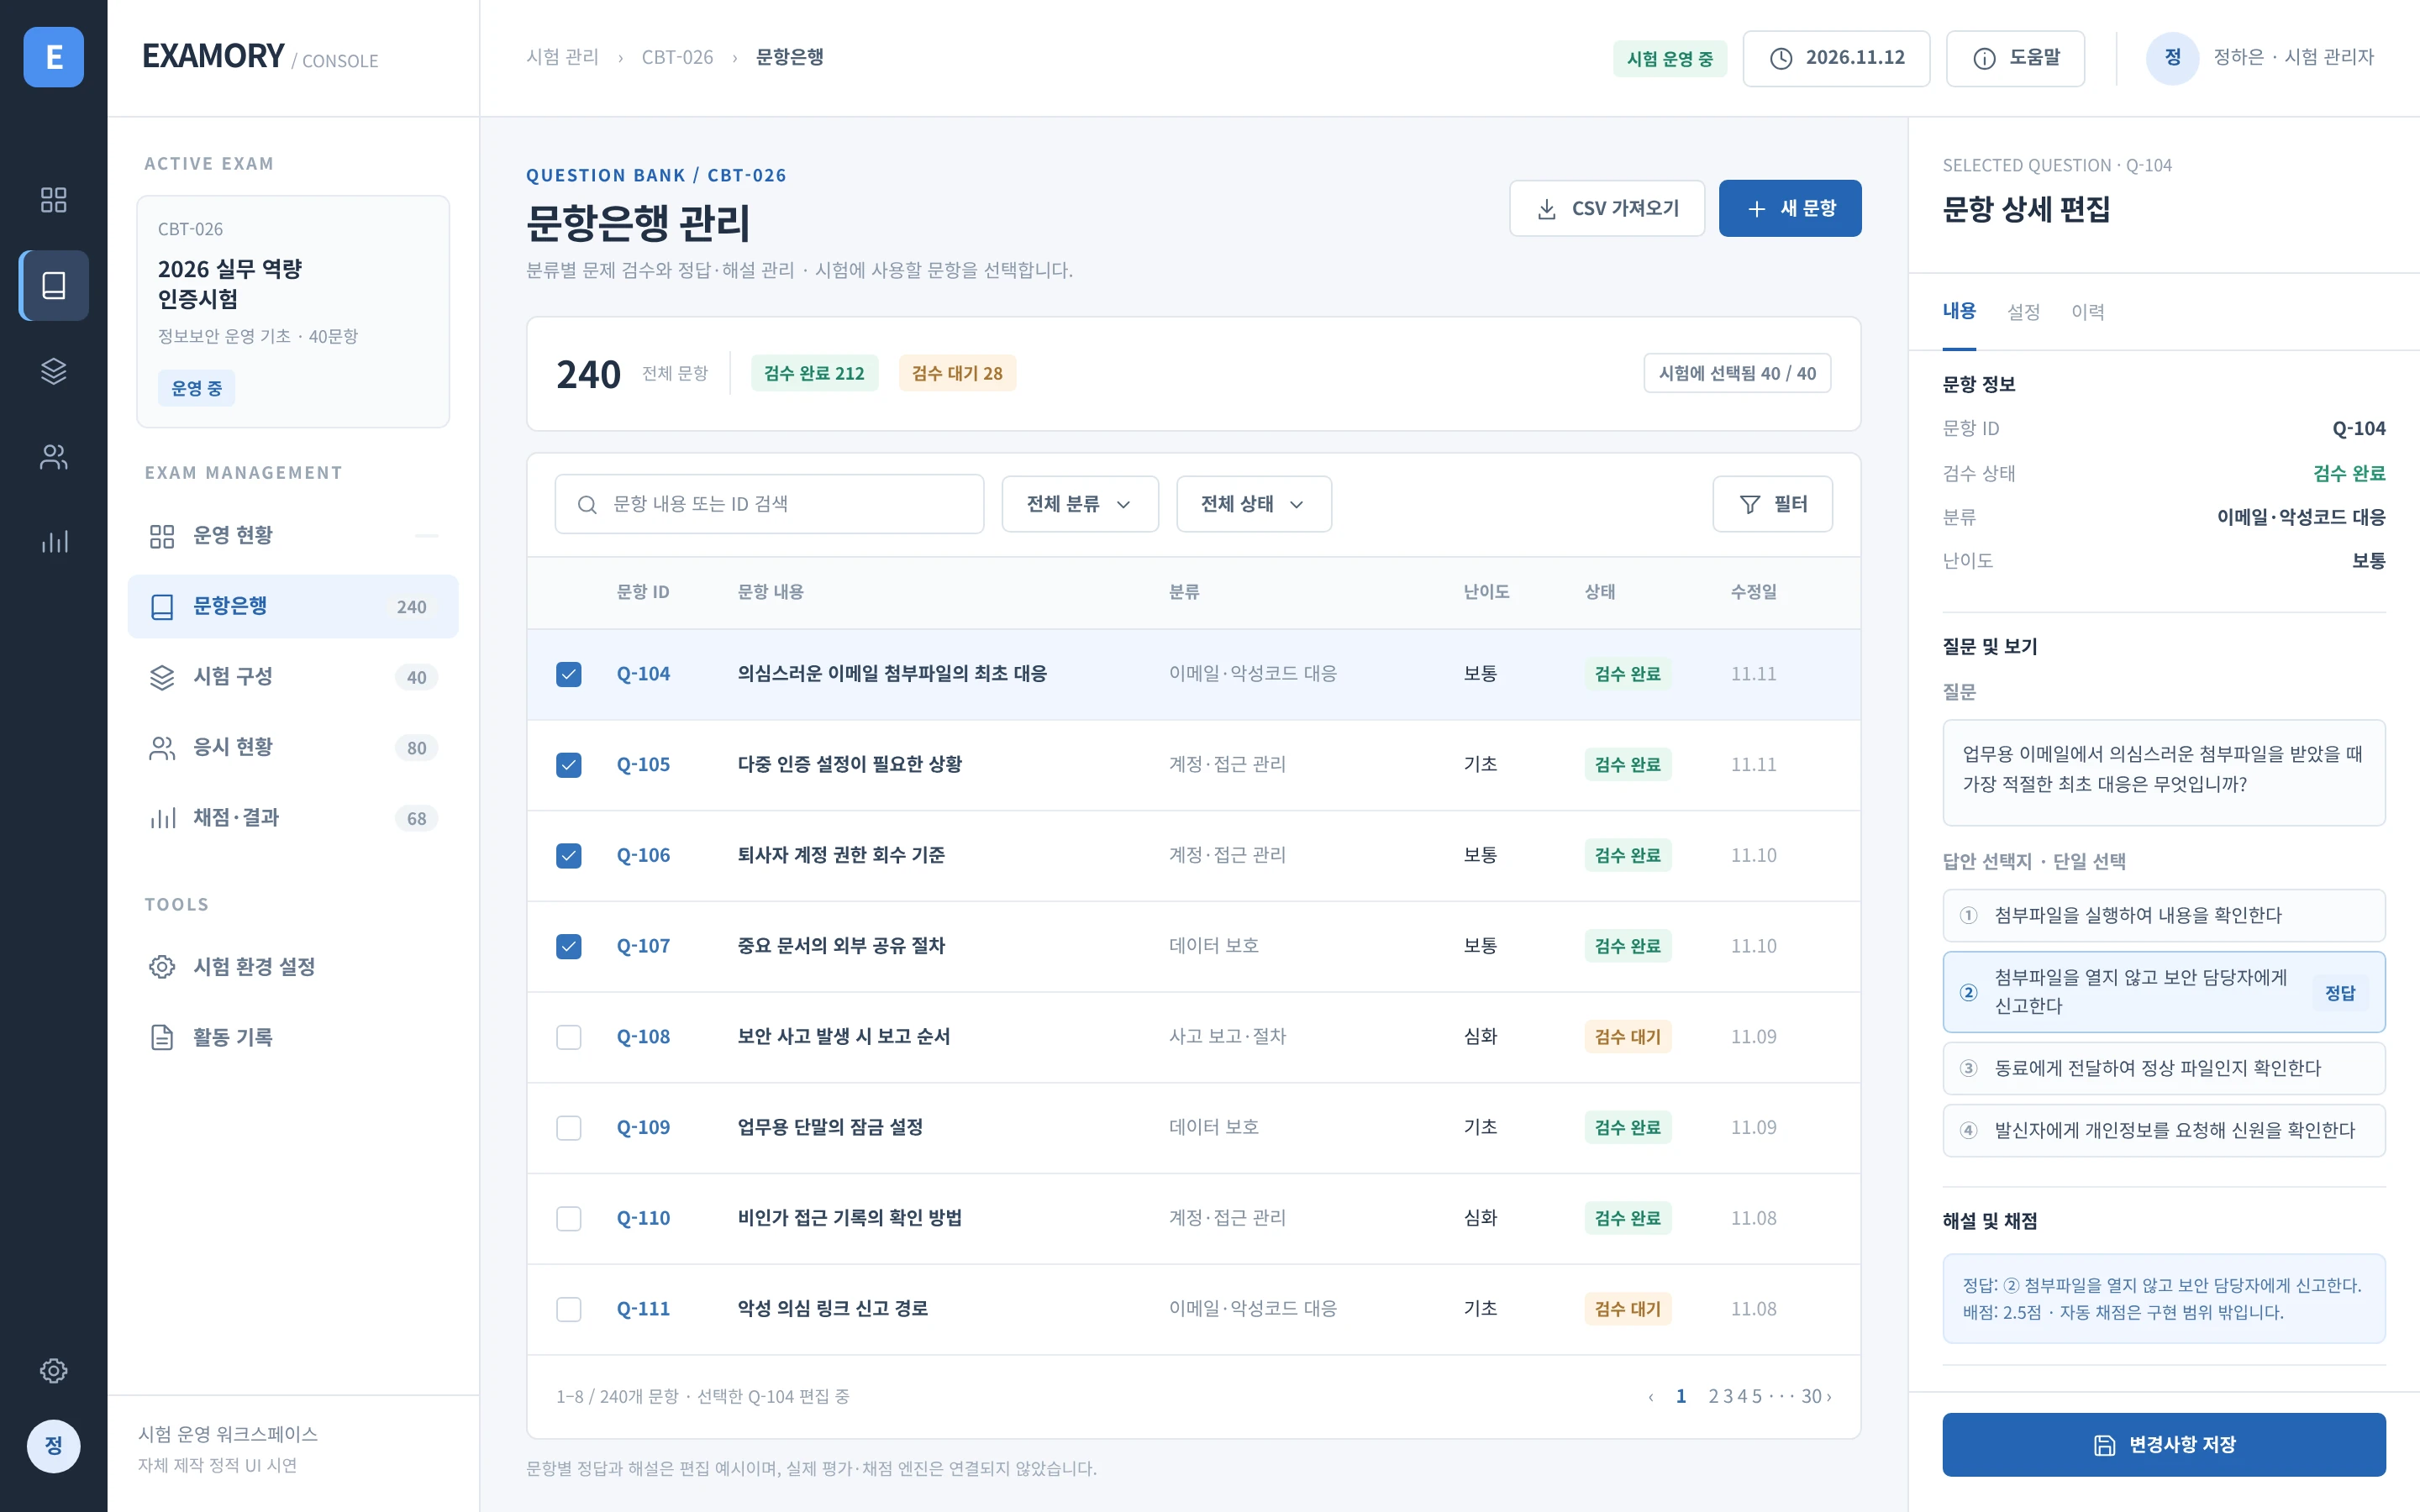 E
EXAMORY / CONSOLE
시험 관리 › CBT-026 › 문항은행
시험 운영 중
2026.11.12
도움말
정
정하은 · 시험 관리자
ACTIVE EXAM
CBT-026
2026 실무 역량
인증시험
정보보안 운영 기초 · 40문항
운영 중
EXAM MANAGEMENT
운영 현황
문항은행 240
시험 구성 40
응시 현황 80
채점·결과 68
TOOLS
시험 환경 설정
활동 기록
정
시험 운영 워크스페이스
자체 제작 정적 UI 시연
QUESTION BANK / CBT-026
문항은행 관리
분류별 문제 검수와 정답·해설 관리 · 시험에 사용할 문항을 선택합니다.
CSV 가져오기
새 문항
240 전체 문항 검수 완료 212 검수 대기 28 시험에 선택됨 40 / 40
문항 내용 또는 ID 검색 전체 분류 전체 상태 필터
문항 ID 문항 내용 분류 난이도 상태 수정일
Q-104 의심스러운 이메일 첨부파일의 최초 대응 이메일·악성코드 대응 보통 검수 완료 11.11
Q-105 다중 인증 설정이 필요한 상황 계정·접근 관리 기초 검수 완료 11.11
Q-106 퇴사자 계정 권한 회수 기준 계정·접근 관리 보통 검수 완료 11.10
Q-107 중요 문서의 외부 공유 절차 데이터 보호 보통 검수 완료 11.10
Q-108 보안 사고 발생 시 보고 순서 사고 보고·절차 심화 검수 대기 11.09
Q-109 업무용 단말의 잠금 설정 데이터 보호 기초 검수 완료 11.09
Q-110 비인가 접근 기록의 확인 방법 계정·접근 관리 심화 검수 완료 11.08
Q-111 악성 의심 링크 신고 경로 이메일·악성코드 대응 기초 검수 대기 11.08
1–8 / 240개 문항 · 선택한 Q-104 편집 중 ‹ 1 2 3 4 5 · · · 30 ›
문항별 정답과 해설은 편집 예시이며, 실제 평가·채점 엔진은 연결되지 않았습니다.
SELECTED QUESTION · Q-104
문항 상세 편집
내용 설정 이력
문항 정보
문항 ID Q-104
검수 상태 검수 완료
분류 이메일·악성코드 대응
난이도 보통
질문 및 보기
질문
업무용 이메일에서 의심스러운 첨부파일을 받았을 때
가장 적절한 최초 대응은 무엇입니까?
답안 선택지 · 단일 선택
① 첨부파일을 실행하여 내용을 확인한다
② 첨부파일을 열지 않고 보안 담당자에게
신고한다
정답
③ 동료에게 전달하여 정상 파일인지 확인한다
④ 발신자에게 개인정보를 요청해 신원을 확인한다
해설 및 채점
정답: ② 첨부파일을 열지 않고 보안 담당자에게 신고한다.
배점: 2.5점 · 자동 채점은 구현 범위 밖입니다.
변경사항 저장